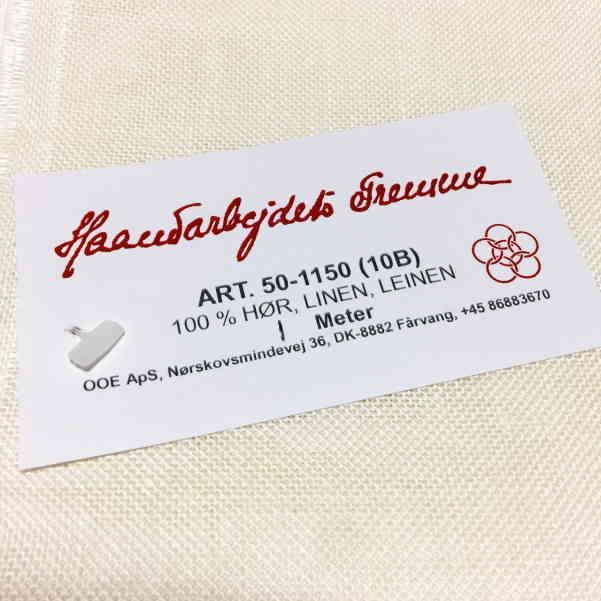 Haandarbejdets Fremme
ART. 50-1150 (10B)
100 % HØR, LINEN, LEINEN
1 Meter
OOE ApS, Nørskovsmindevej 36, DK-8882 Fårvang, +45 86883670